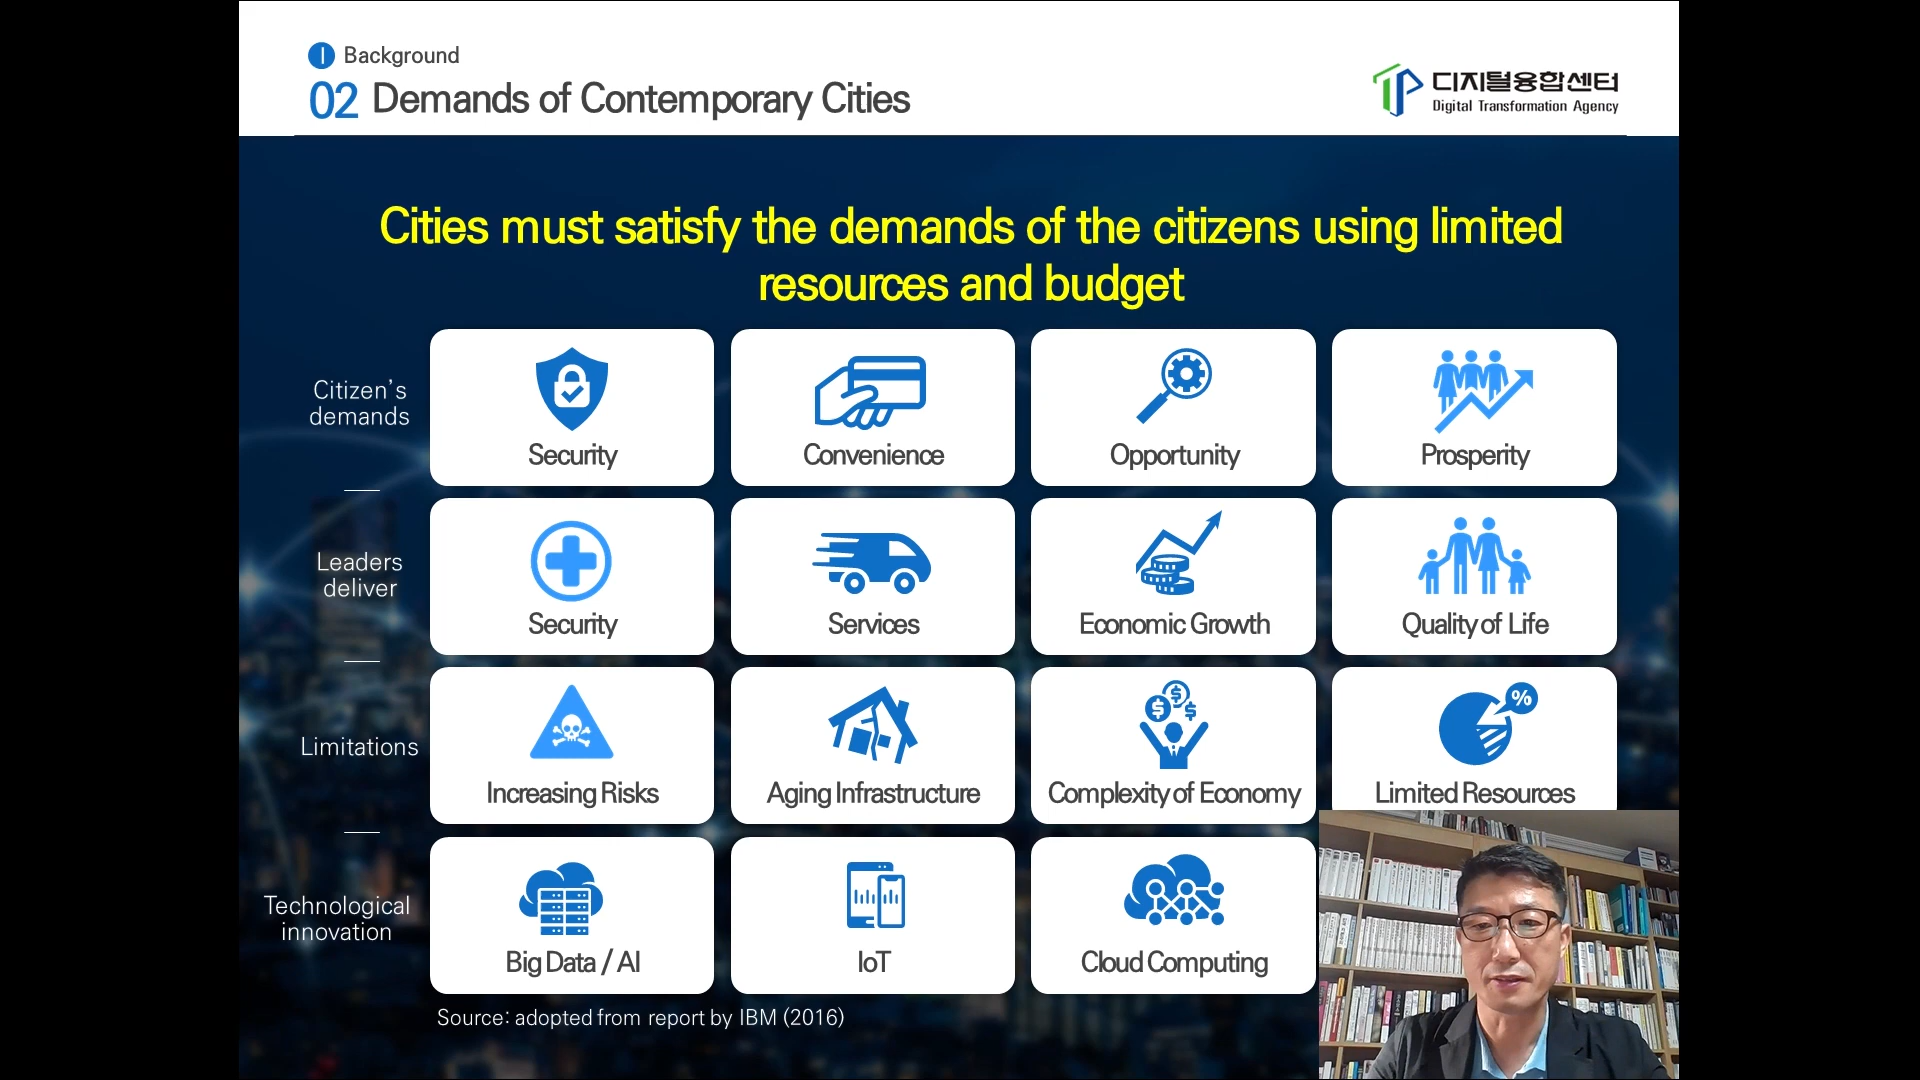 I Background
02 Demands of Contemporary Cities
디지털융합센터
Digital Transformation Agency
Cities must satisfy the demands of the citizens using limited
resources and budget
Citizen's
demands
Security
Convenience
Opportunity
Prosperity
Leaders
deliver
Security
Services
Economic Growth
Quality of Life
Limitations
Increasing Risks
Aging Infrastructure
Complexity of Economy
%
Limited Resources
Technological
innovation
Big Data / AI
IoT
Cloud Computing
Source: adopted from report by IBM (2016)